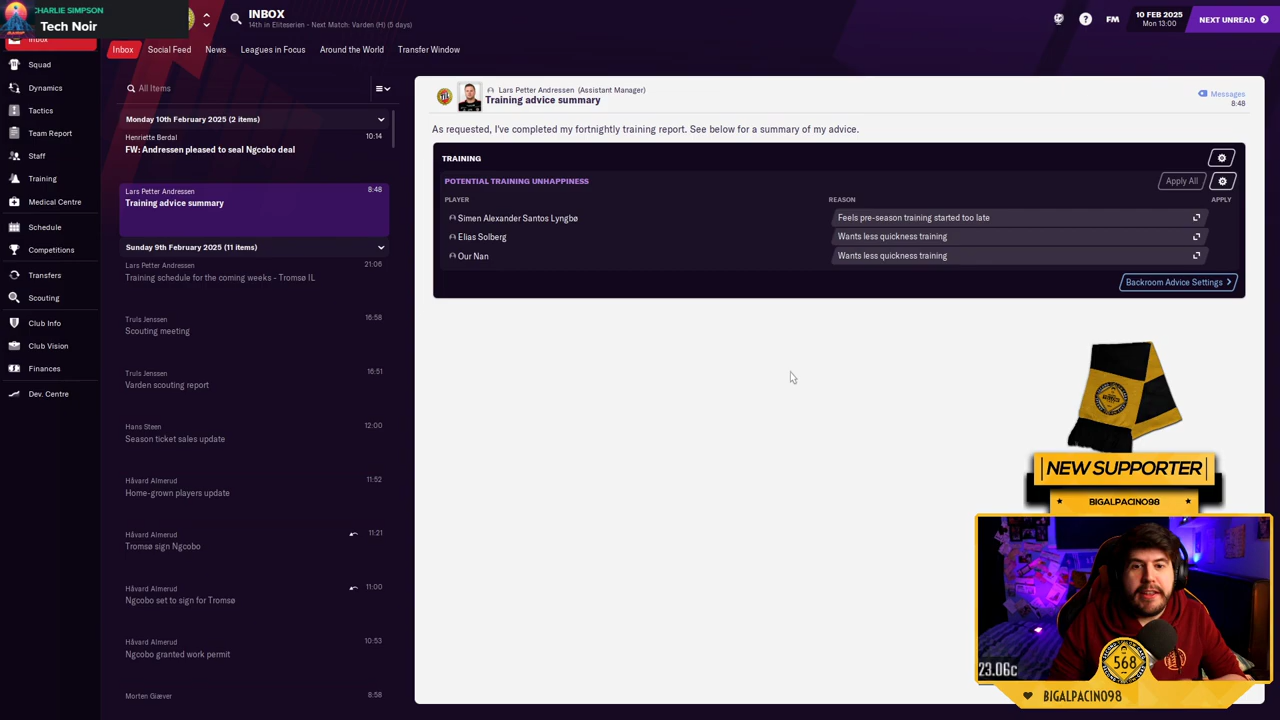 CHARLIE SIMPSON
Tech Noir
INBOX
14th in Eliteserien - Next Match: Varden (H) (5 days)
FM
10 FEB 2025
Mon 13:00
NEXT UNREAD
Inbox
Squad
Dynamics
Tactics
Team Report
Staff
Training
Medical Centre
Schedule
Competitions
Transfers
Scouting
Club Info
Club Vision
Finances
Dev. Centre
Inbox
Social Feed
News
Leagues in Focus
Around the World
Transfer Window
All Items
Monday 10th February 2025 (2 items)
Henriette Berdal
10:14
FW: Andressen pleased to seal Ngcobo deal
Lars Petter Andressen
8:48
Training advice summary
Sunday 9th February 2025 (11 items)
Lars Petter Andressen
21:06
Training schedule for the coming weeks - Tromsø IL
Truls Jenssen
16:58
Scouting meeting
Truls Jenssen
16:51
Varden scouting report
Hans Steen
12:00
Season ticket sales update
Håvard Almerud
11:52
Home-grown players update
Håvard Almerud
11:21
Tromsø sign Ngcobo
Håvard Almerud
11:00
Ngcobo set to sign for Tromsø
Håvard Almerud
10:53
Ngcobo granted work permit
Morten Giæver
8:58
Lars Petter Andressen (Assistant Manager)
Training advice summary
Messages
8:48
As requested, I've completed my fortnightly training report. See below for a summary of my advice.
TRAINING
POTENTIAL TRAINING UNHAPPINESS
Apply All
PLAYER
REASON
APPLY
Simen Alexander Santos Lyngbø
Feels pre-season training started too late
Elias Solberg
Wants less quickness training
Our Nan
Wants less quickness training
Backroom Advice Settings
NEW SUPPORTER
BIGALPACINO98
23.06c
568
BIGALPACINO98